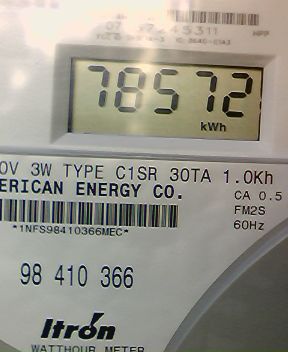 78572
kWh
0V 3W TYPE C1SR 30TA 1.0Kh
ERICAN ENERGY CO.
CA 0.5
FM2S
60Hz
*1NFS98410366MEC*
98 410 366
Itrón
WATTHOUR METER